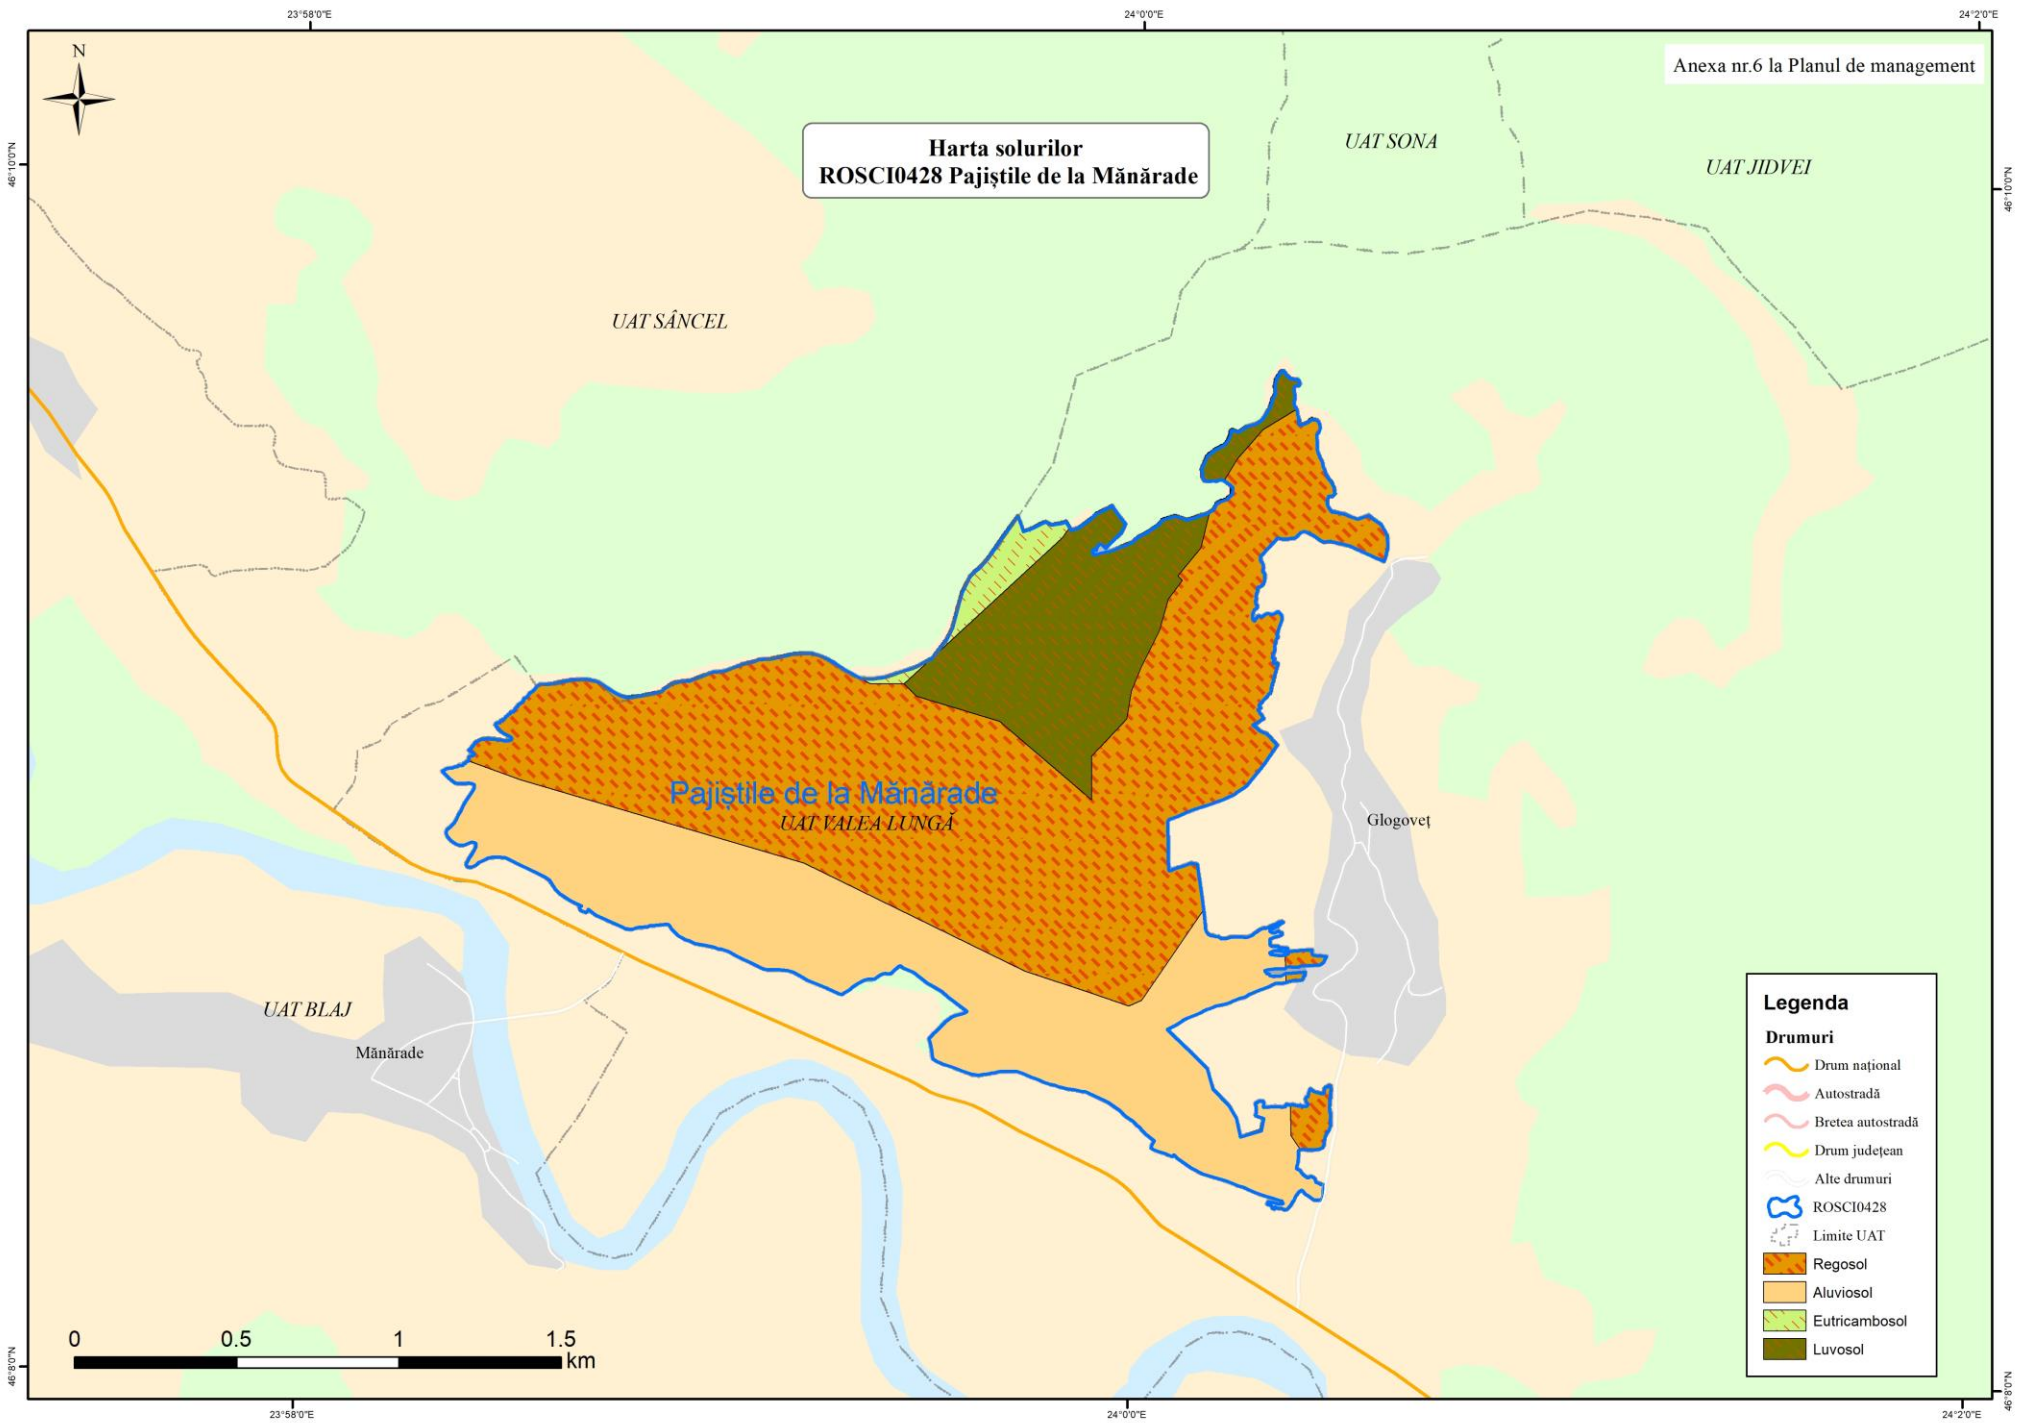 23°58'0"E
24°0'0"E
24°2'0"E
N
Anexa nr.6 la Planul de management
Harta solurilor
ROSCI0428 Pajiștile de la Mănărade
UAT SONA
UAT JIDVEI
46°10'0"N
46°10'0"N
UAT SÂNCEL
Pajiștile de la Mănărade
UAT VALEA LUNGĂ
Glogoveț
UAT BLAJ
Mănărade
Legenda
Drumuri
Drum național
Autostradă
Bretea autostradă
Drum județean
Alte drumuri
ROSCI0428
Limite UAT
Regosol
Aluviosol
Eutricambosol
Luvosol
0
0.5
1
1.5
km
46°8'0"N
46°8'0"N
23°58'0"E
24°0'0"E
24°2'0"E